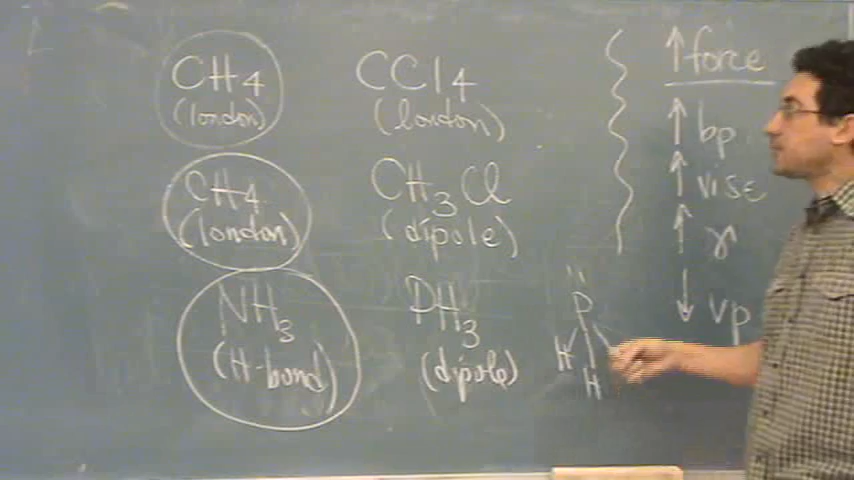 CH4 CCl4 ↑force
(london) (london) ↑bp
CH4 CH3Cl ↑visc
(london) (dipole) ↑γ
NH3 PH3 P ↓vp
(H-bond) (dipole) H
H